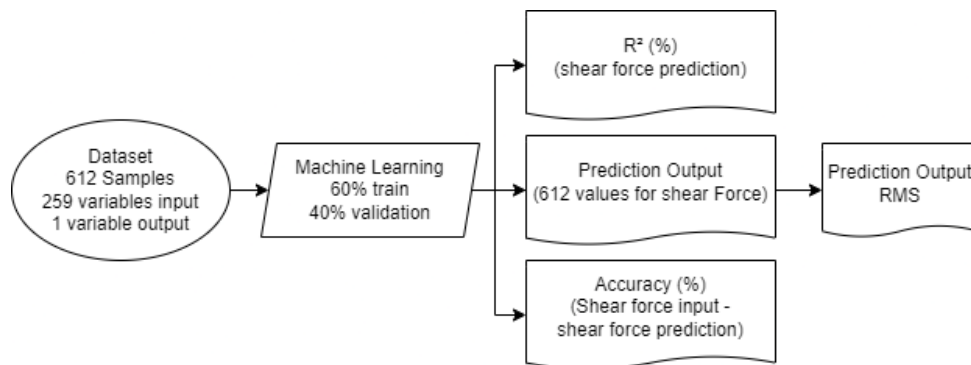 Dataset
612 Samples
259 variables input
1 variable output
Machine Learning
60% train
40% validation
R² (%)
(shear force prediction)
Prediction Output
(612 values for shear Force)
Accuracy (%)
(Shear force input -
shear force prediction)
Prediction Output
RMS